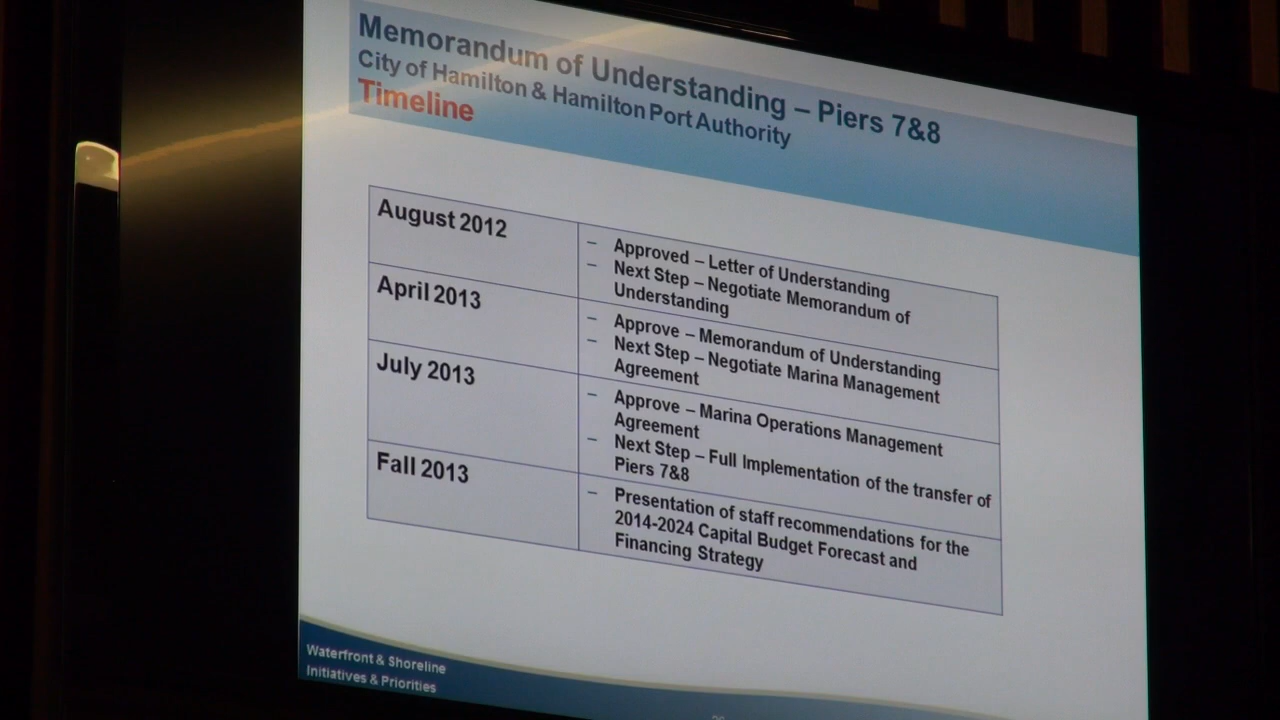 Memorandum of Understanding – Piers 7&8
City of Hamilton & Hamilton Port Authority
Timeline
August 2012
– Approved – Letter of Understanding
– Next Step – Negotiate Memorandum of
Understanding
April 2013
– Approve – Memorandum of Understanding
– Next Step – Negotiate Marina Management
Agreement
July 2013
– Approve – Marina Operations Management
Agreement
– Next Step – Full Implementation of the transfer of
Piers 7&8
Fall 2013
– Presentation of staff recommendations for the
2014-2024 Capital Budget Forecast and
Financing Strategy
Waterfront & Shoreline
Initiatives & Priorities